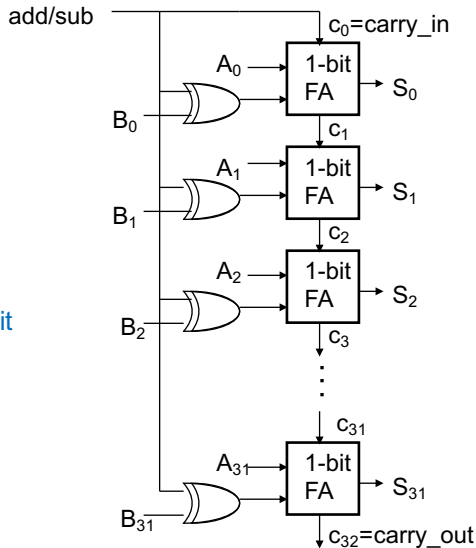 add/sub
c₀=carry_in
A₀
1-bit
FA
S₀
B₀
c₁
A₁
1-bit
FA
S₁
B₁
c₂
A₂
1-bit
FA
S₂
it
B₂
c₃
c₃₁
A₃₁
1-bit
FA
S₃₁
B₃₁
c₃₂=carry_out